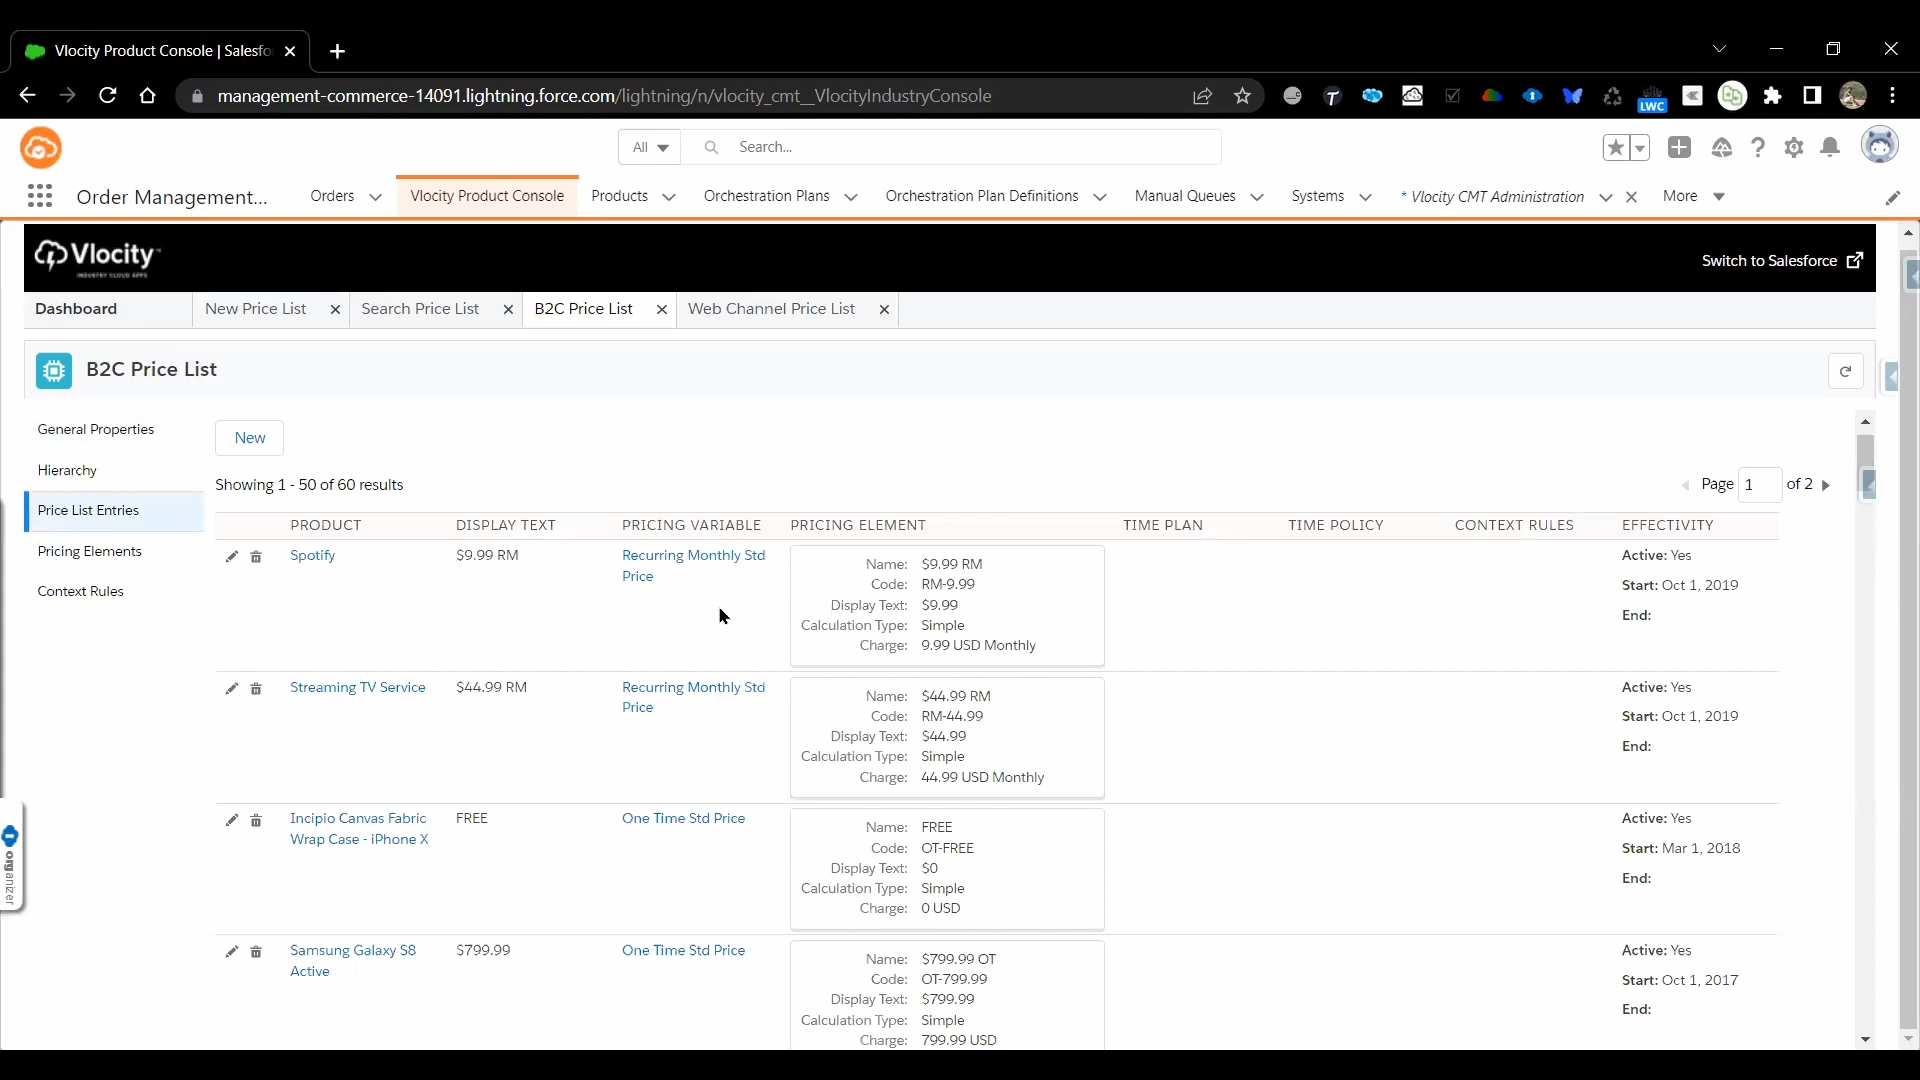 Vlocity Product Console | Salesfo
management-commerce-14091.lightning.force.com/lightning/n/vlocity_cmt__VlocityIndustryConsole
LWC
All Search...
Order Management... Orders Vlocity Product Console Products Orchestration Plans Orchestration Plan Definitions Manual Queues Systems * Vlocity CMT Administration More
Vlocity
INDUSTRY CLOUD APPS
Switch to Salesforce
Dashboard New Price List Search Price List B2C Price List Web Channel Price List
B2C Price List
General Properties
Hierarchy
Price List Entries
Pricing Elements
Context Rules
New
Showing 1 - 50 of 60 results
Page 1 of 2
PRODUCT DISPLAY TEXT PRICING VARIABLE PRICING ELEMENT TIME PLAN TIME POLICY CONTEXT RULES EFFECTIVITY
Spotify $9.99 RM Recurring Monthly Std
Price
Name: $9.99 RM
Code: RM-9.99
Display Text: $9.99
Calculation Type: Simple
Charge: 9.99 USD Monthly
Active: Yes
Start: Oct 1, 2019
End:
Streaming TV Service $44.99 RM Recurring Monthly Std
Price
Name: $44.99 RM
Code: RM-44.99
Display Text: $44.99
Calculation Type: Simple
Charge: 44.99 USD Monthly
Active: Yes
Start: Oct 1, 2019
End:
Incipio Canvas Fabric
Wrap Case - iPhone X
FREE One Time Std Price
Name: FREE
Code: OT-FREE
Display Text: $0
Calculation Type: Simple
Charge: 0 USD
Active: Yes
Start: Mar 1, 2018
End:
Samsung Galaxy S8
Active
$799.99 One Time Std Price
Name: $799.99 OT
Code: OT-799.99
Display Text: $799.99
Calculation Type: Simple
Charge: 799.99 USD
Active: Yes
Start: Oct 1, 2017
End:
organizer